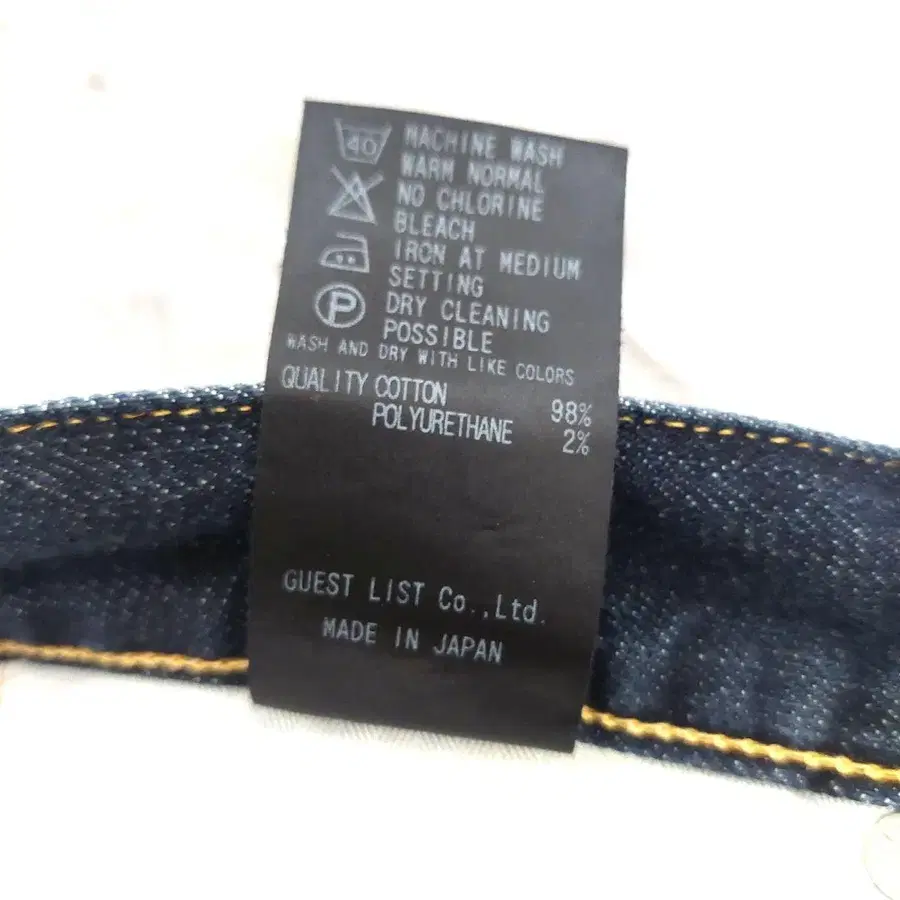 40 MACHINE WASH
WARM NORMAL
NO CHLORINE
BLEACH
IRON AT MEDIUM
SETTING
P DRY CLEANING
POSSIBLE
WASH AND DRY WITH LIKE COLORS
QUALITY COTTON 98%
POLYURETHANE 2%
GUEST LIST Co.,Ltd.
MADE IN JAPAN